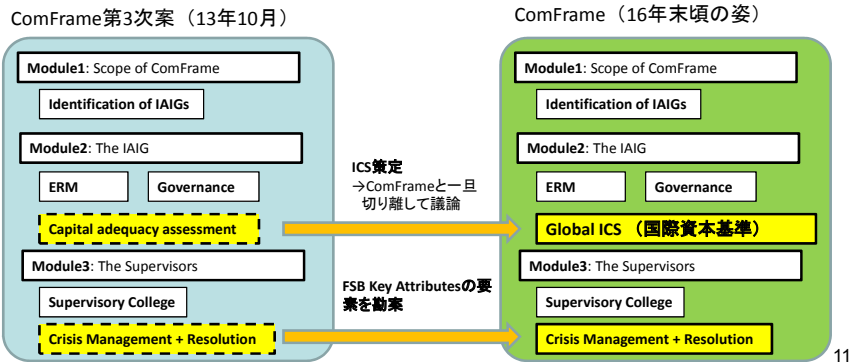 ComFrame第3次案（13年10月）
Module1: Scope of ComFrame
Identification of IAIGs
Module2: The IAIG
ERM
Governance
Capital adequacy assessment
Module3: The Supervisors
Supervisory College
Crisis Management + Resolution
ICS策定
→ComFrameと一旦
切り離して議論
FSB Key Attributesの要
素を勘案
ComFrame（16年末頃の姿）
Module1: Scope of ComFrame
Identification of IAIGs
Module2: The IAIG
ERM
Governance
Global ICS （国際資本基準）
Module3: The Supervisors
Supervisory College
Crisis Management + Resolution
11